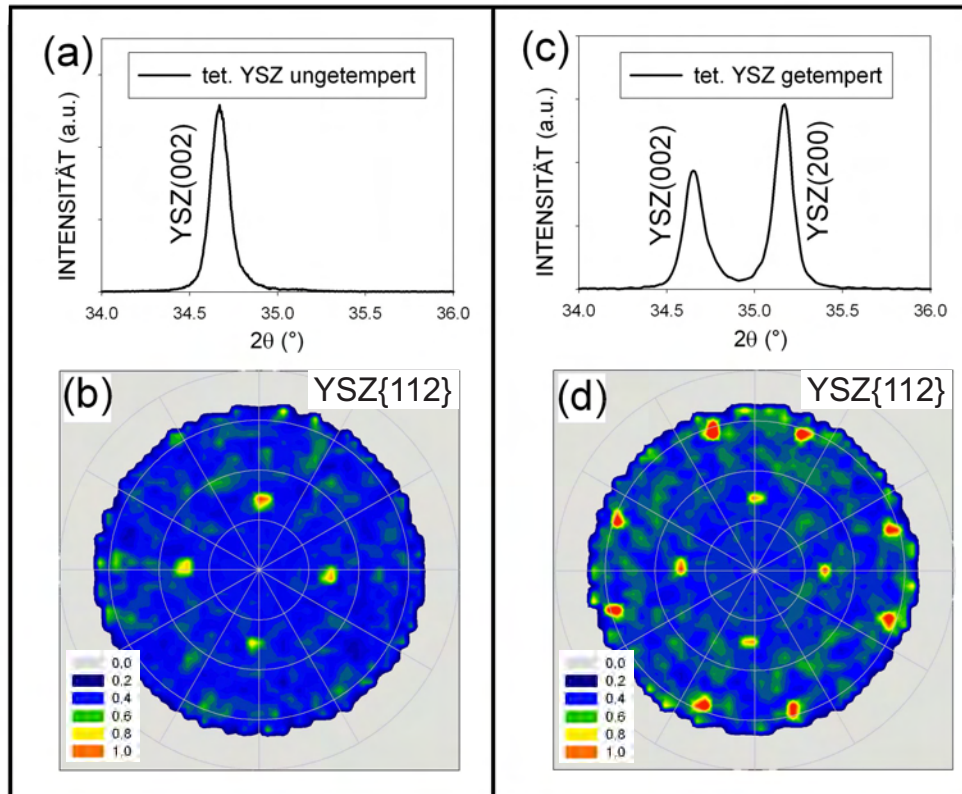 (a)
tet. YSZ ungetempert
YSZ(002)
INTENSITÄT (a.u.)
34.0 34.5 35.0 35.5 36.0
2θ (°)
(b)
YSZ{112}
0,0
0.2
0.4
0.6
0.8
1.0
(c)
tet. YSZ getempert
YSZ(002)
YSZ(200)
INTENSITÄT (a.u.)
34.0 34.5 35.0 35.5 36.0
2θ (°)
(d)
YSZ{112}
0,0
0.2
0.4
0.6
0.8
1.0